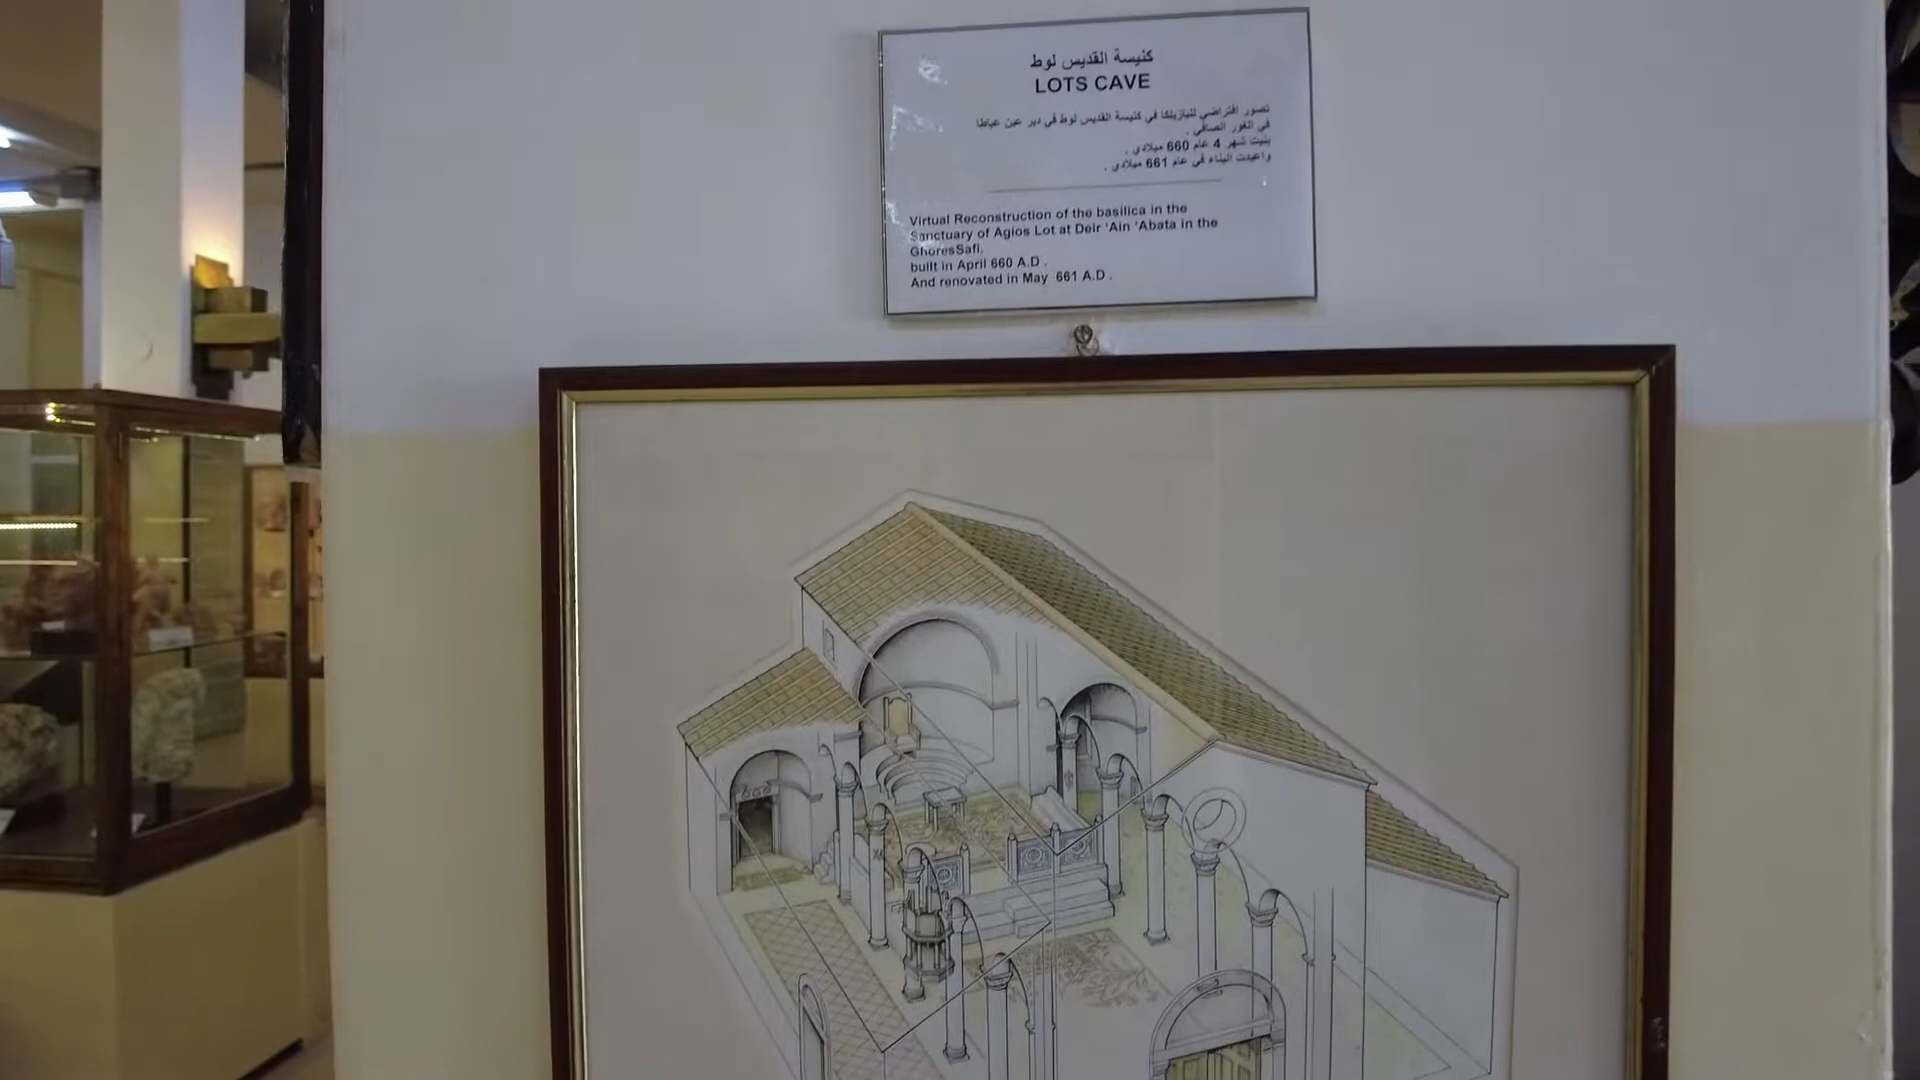 كنيسة القديس لوط
LOTS CAVE
تصور افتراضي للبازيلكا في كنيسة القديس لوط في دير عين عباطا
في الغور الصافي .
بنيت شهر 4 عام 660 ميلادي .
واعيدت البناء في عام 661 ميلادي .
Virtual Reconstruction of the basilica in the
Sanctuary of Agios Lot at Deir ‘Ain ‘Abata in the
GhoresSafi.
built in April 660 A.D .
And renovated in May 661 A.D .